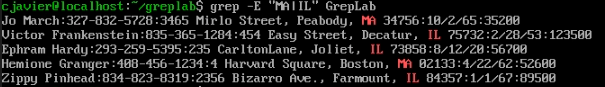 cjavier@localhost:~/greplab$ grep -E "MA|IL" GrepLab
Jo March:327-832-5728:3465 Mirlo Street, Peabody, MA 34756:10/2/65:35200
Victor Frankenstein:835-365-1284:454 Easy Street, Decatur, IL 75732:2/28/53:123500
Ephram Hardy:293-259-5395:235 CarltonLane, Joliet, IL 73858:8/12/20:56700
Hemione Granger:408-456-1234:4 Harvard Square, Boston, MA 02133:4/22/62:52600
Zippy Pinhead:834-823-8319:2356 Bizarro Ave., Farmount, IL 84357:1/1/67:89500